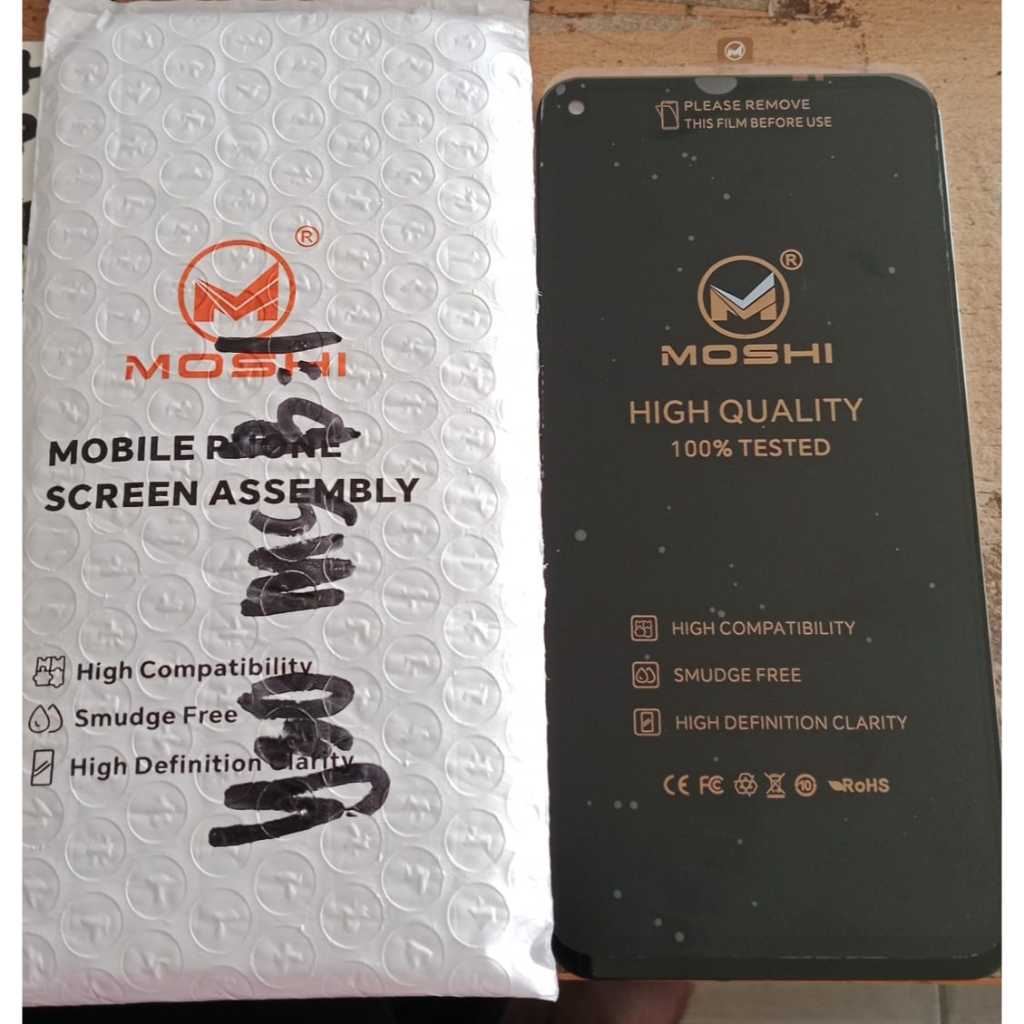 ®
MOSHI
MOBILE PHONE
SCREEN ASSEMBLY
High Compatibility
Smudge Free
High Definition Clarity
PLEASE REMOVE
THIS FILM BEFORE USE
®
MOSHI
HIGH QUALITY
100% TESTED
HIGH COMPATIBILITY
SMUDGE FREE
HIGH DEFINITION CLARITY
CE FC 10 RoHS